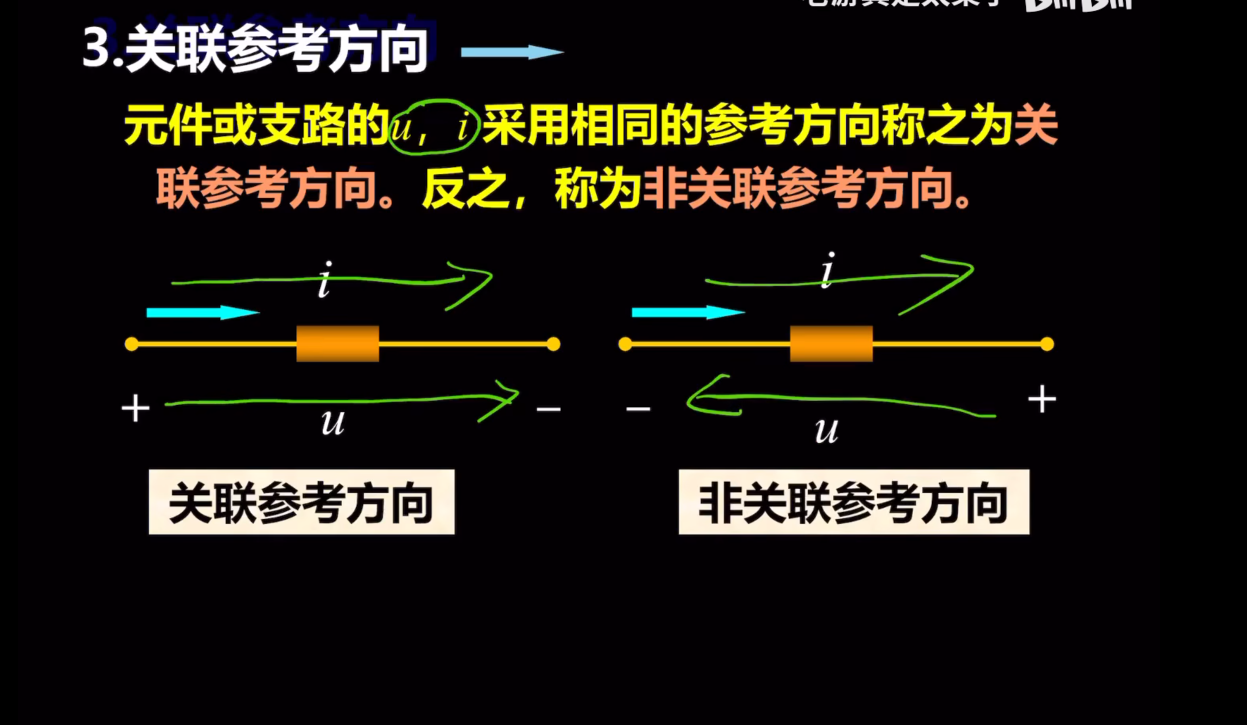 3.关联参考方向
元件或支路的u，i采用相同的参考方向称之为关
联参考方向。反之，称为非关联参考方向。
i
i
+
u
－
－
u
+
关联参考方向
非关联参考方向